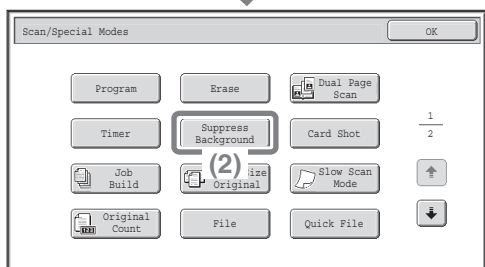 Scan/Special Modes
OK
Program
Erase
Dual Page
Scan
Timer
Suppress
Background
Card Shot
1
2
Job
Build
(2)
Size
Original
Slow Scan
Mode
Original
Count
File
Quick File